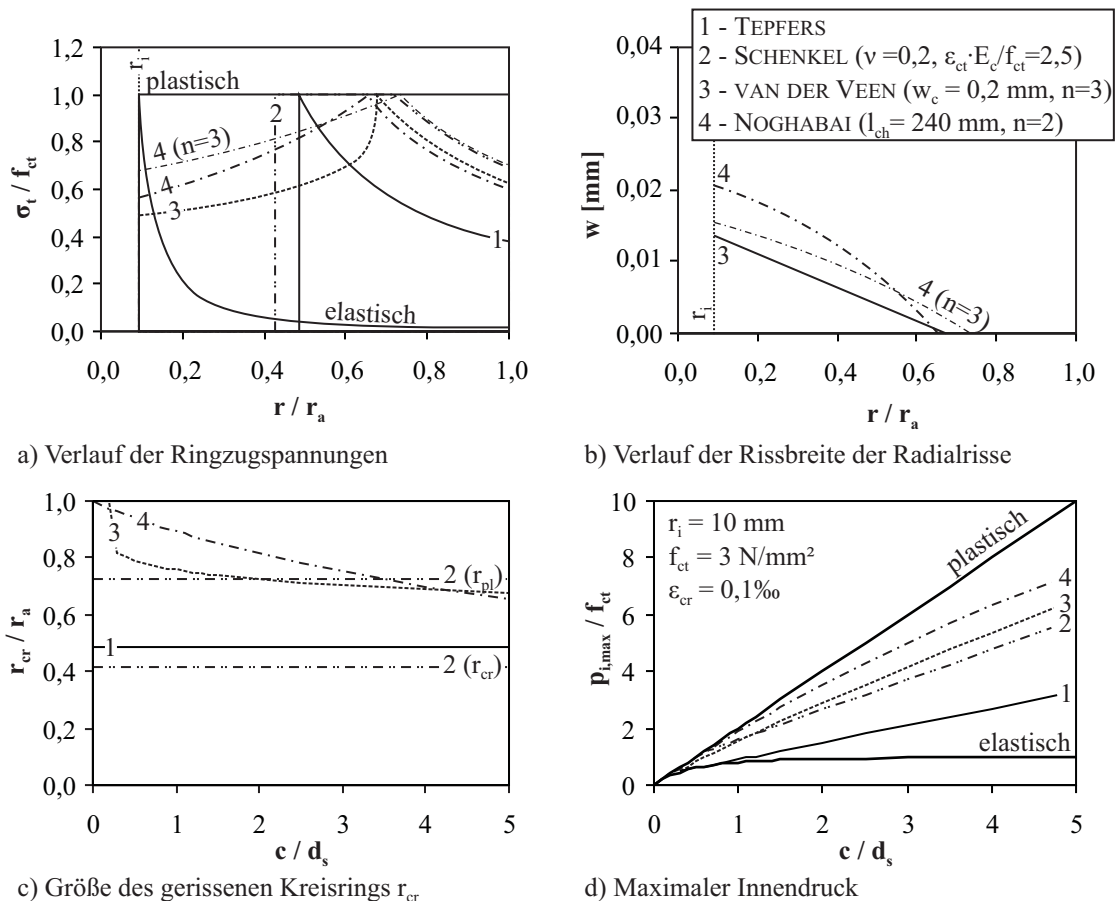 1,2
1,0
0,8
0,6
0,4
0,2
0,0
σt / fct
ri
plastisch
2
4 (n=3)
4
3
1
elastisch
0,0 0,2 0,4 0,6 0,8 1,0
r / ra
a) Verlauf der Ringzugspannungen
1 - TEPFERS
2 - SCHENKEL (ν =0,2, εct·Ec/fct=2,5)
3 - VAN DER VEEN (wc = 0,2 mm, n=3)
4 - NOGHABAI (lch= 240 mm, n=2)
0,04
0,03
0,02
0,01
0,00
w [mm]
4
3
4 (n=3)
ri
0,0 0,2 0,4 0,6 0,8 1,0
r / ra
b) Verlauf der Rissbreite der Radialrisse
1,0
0,8
0,6
0,4
0,2
0,0
rcr / ra
3
4
2 (rpl)
1
2 (rcr)
0 1 2 3 4 5
c / ds
c) Größe des gerissenen Kreisrings rcr
10
8
6
4
2
0
pi,max / fct
ri = 10 mm
fct = 3 N/mm²
εcr = 0,1‰
plastisch
4
3
2
1
elastisch
0 1 2 3 4 5
c / ds
d) Maximaler Innendruck